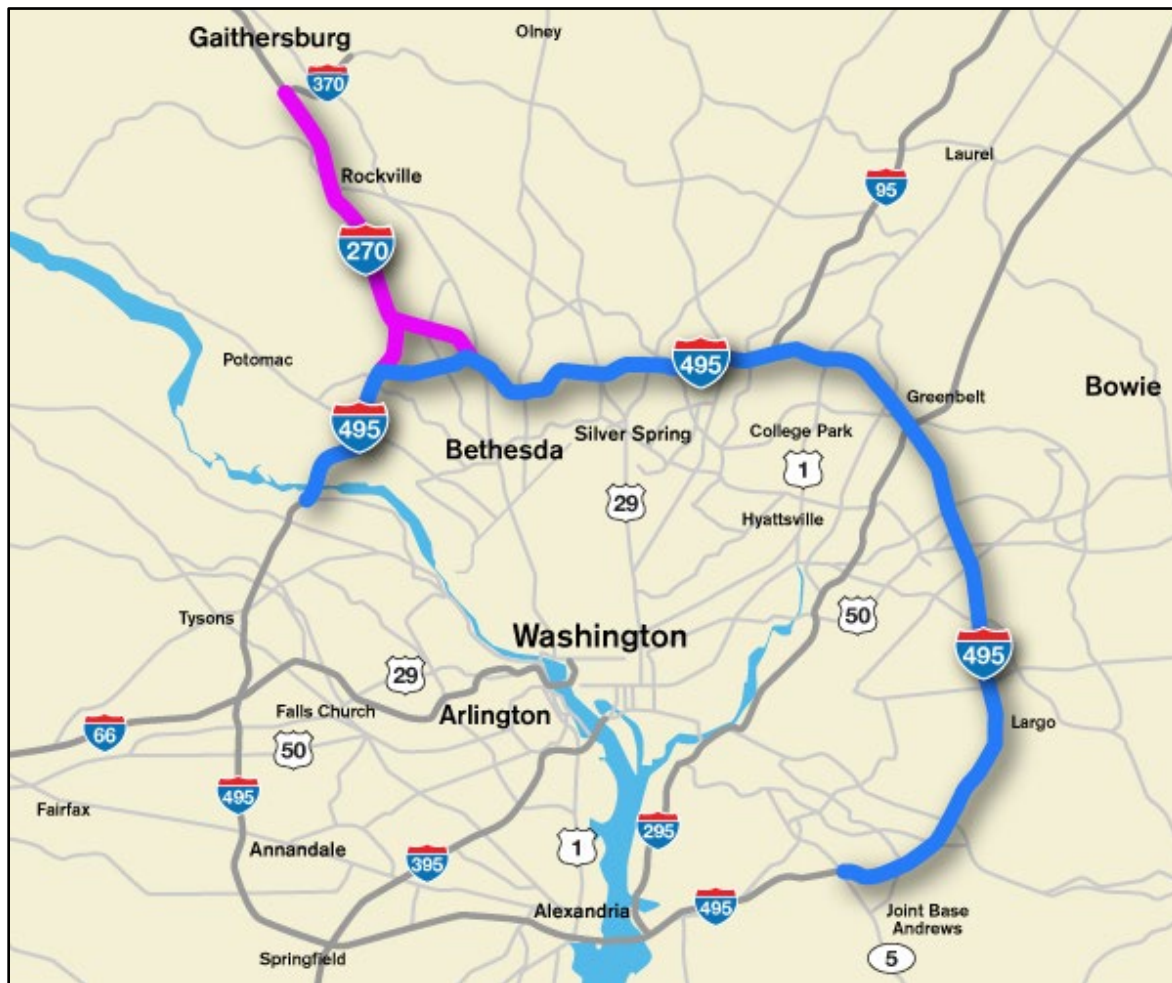 Olney
Gaithersburg
370
Laurel
Rockville
95
270
Potomac
495
Greenbelt
Bowie
495
Silver Spring
College Park
Bethesda
1
29
Hyattsville
Tysons
50
Washington
495
29
Falls Church
Arlington
Largo
66
50
495
Fairfax
295
1
Annandale
395
495
Alexandria
Joint Base
Andrews
Springfield
5